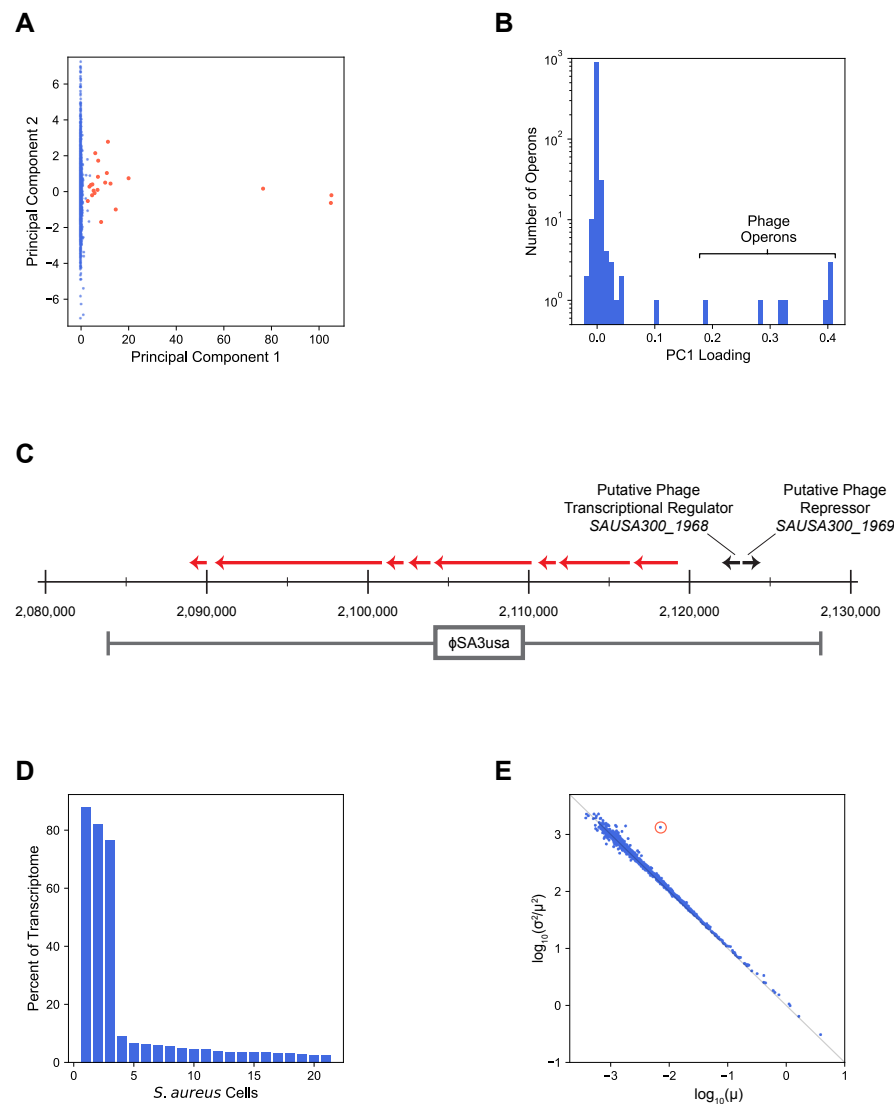 A
Principal Component 2
6
4
2
0
−2
−4
−6
0
20
40
60
80
100
Principal Component 1
B
Number of Operons
10³
10²
10¹
10⁰
Phage
Operons
0.0
0.1
0.2
0.3
0.4
PC1 Loading
C
Putative Phage
Transcriptional Regulator
SAUSA300_1968
Putative Phage
Repressor
SAUSA300_1969
2,080,000
2,090,000
2,100,000
2,110,000
2,120,000
2,130,000
ϕSA3usa
D
Percent of Transcriptome
80
60
40
20
0
0
5
10
15
20
S. aureus Cells
E
log₁₀(σ²/μ²)
3
2
1
0
−1
−3
−2
−1
0
1
log₁₀(μ)